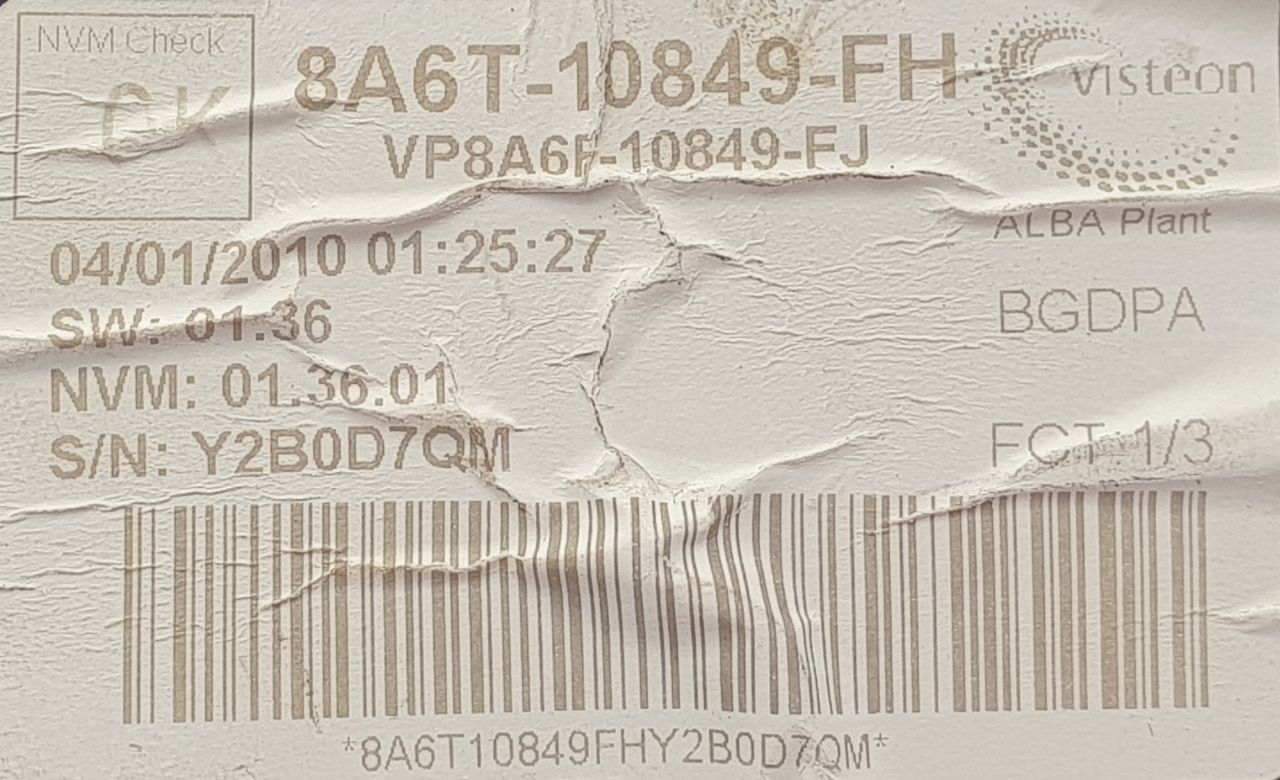 NVM Check
OK
8A6T-10849-FH
VP8A6F-10849-FJ
visteon
ALBA Plant
04/01/2010 01:25:27
SW: 01.36
NVM: 01.36.01
S/N: Y2B0D7QM
BGDPA
FCT:1/3
*8A6T10849FHY2B0D7QM*